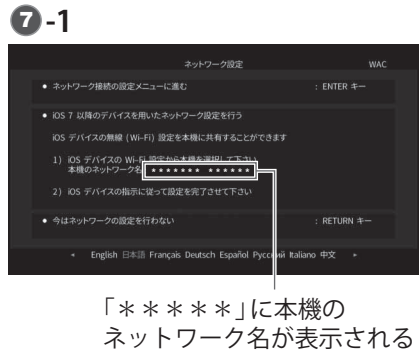 7 -1
ネットワーク設定 WAC
● ネットワーク接続の設定メニューに進む : ENTER キー
● iOS 7 以降のデバイスを用いたネットワーク設定を行う
iOS デバイスの無線 (Wi-Fi) 設定を本機に共有することができます
1) iOS デバイスの Wi-Fi 設定から本機を選択して下さい
本機のネットワーク名 ******* ******
2) iOS デバイスの指示に従って設定を完了させて下さい
● 今はネットワークの設定を行わない : RETURN キー
◂ English 日本語 Français Deutsch Español Русский Italiano 中文 ▸
「＊＊＊＊＊」に本機の
ネットワーク名が表示される